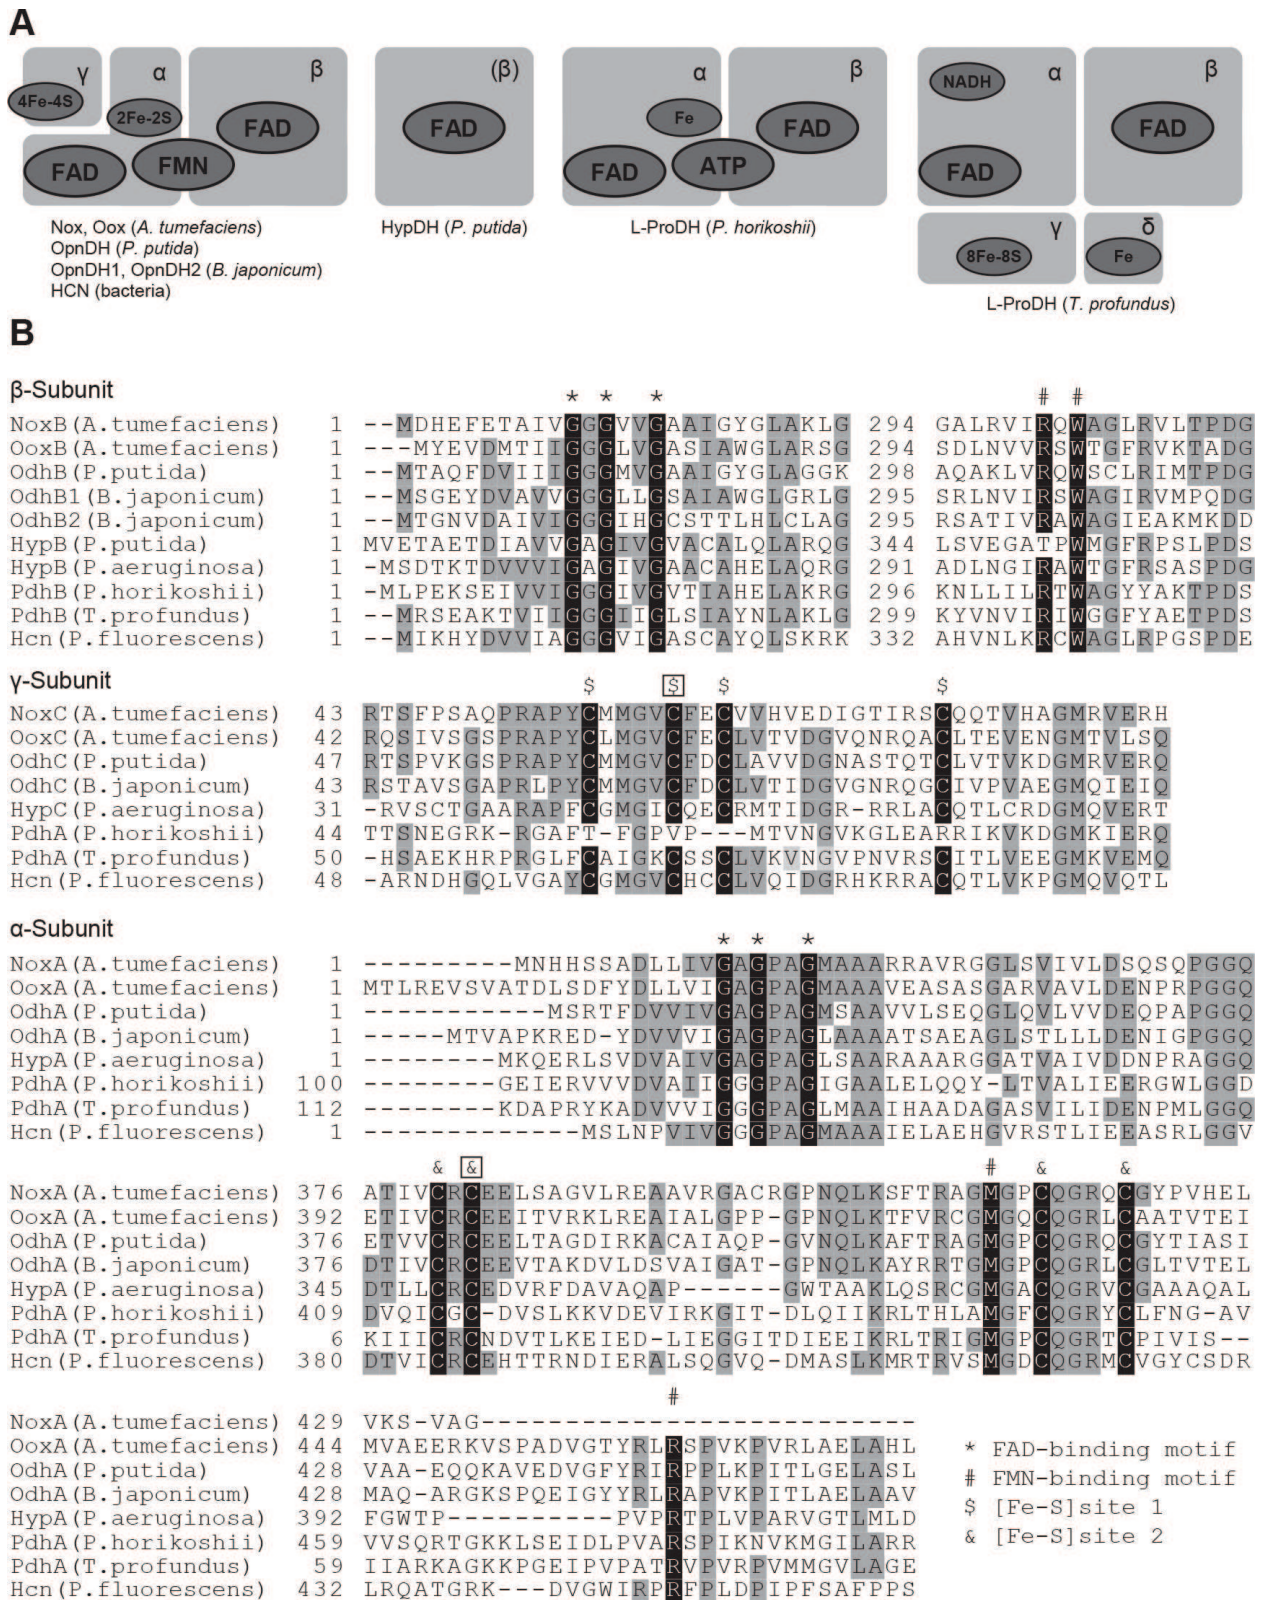 A
γ α β (β) α β α β
4Fe-4S 2Fe-2S FAD FAD Fe FAD NADH FAD
FAD FMN FAD ATP FAD
γ δ
8Fe-8S Fe
Nox, Oox (A. tumefaciens)
OpnDH (P. putida)
OpnDH1, OpnDH2 (B. japonicum)
HCN (bacteria)
HypDH (P. putida)
L-ProDH (P. horikoshii)
L-ProDH (T. profundus)
B
β-Subunit
* * * # #
NoxB(A.tumefaciens) 1 --MDHEFETAIVGGGVVGAAIGYGLAKLG 294 GALRVIRQWAGLRVLTPDG
OoxB(A.tumefaciens) 1 ---MYEVDMTIIGGGLVGASIAWGLARSG 294 SDLNVVRSWTGFRVKTADG
OdhB(P.putida) 1 --MTAQFDVIIIGGGMVGAAIGYGLAGGK 298 AQAKLVRQWSCLRIMTPDG
OdhB1(B.japonicum) 1 --MSGEYDVAVVGGGLLGSAIAWGLGRLG 295 SRLNVIRSWAGIRVMPQDG
OdhB2(B.japonicum) 1 --MTGNVDAIVIGGGIHGCSTTLHLCLAG 295 RSATIVRAWAGIEAKMKDD
HypB(P.putida) 1 MVETAETDIAVVGAGIVGVACALQLARQG 344 LSVEGATPWMGFRPSLPDS
HypB(P.aeruginosa) 1 -MSDTKTDVVVIGAGIVGAACAHELAQRG 291 ADLNGIRAWTGFRSASPDG
PdhB(P.horikoshii) 1 -MLPEKSEIVVIGGGIVGVTIAHELAKRG 296 KNLLILRTWAGYYAKTPDS
PdhB(T.profundus) 1 --MRSEAKTVIIGGGIIGLSIAYNLAKLG 299 KYVNVIRIWGGFYAETPDS
Hcn(P.fluorescens) 1 --MIKHYDVVIAGGGVIGASCAYQLSKRK 332 AHVNLKRCWAGLRPGSPDE
γ-Subunit
$ $ $ $
NoxC(A.tumefaciens) 43 RTSFPSAQPRAPYCMMGVCFECVVHVEDIGTIRSCQQTVHAGMRVERH
OoxC(A.tumefaciens) 42 RQSIVSGSPRAPYCLMGVCFECLVTVDGVQNRQACLTEVENGMTVLSQ
OdhC(P.putida) 47 RTSPVKGSPRAPYCMMGVCFDCLAVVDGNASTQTCLVTVKDGMRVERQ
OdhC(B.japonicum) 43 RSTAVSGAPRLPYCMMGVCFDCLVTIDGVGNRQGCIVPVAEGMQIEIQ
HypC(P.aeruginosa) 31 -RVSCTGAARAPFCGMGICQECRMTIDGR-RRLACQTLCRDGMQVERT
PdhA(P.horikoshii) 44 TTSNEGRK-RGAFT-FGPVP---MTVNGVKGLEARRIKVKDGMKIERQ
PdhA(T.profundus) 50 -HSAEKHRPRGLFCAIGKCSSCLVKVNGVPNVRSCITLVEEGMKVEMQ
Hcn(P.fluorescens) 48 -ARNDHGQLVGAYCGMGVCHCCLVQIDGRHKRRACQTLVKPGMQVQTL
α-Subunit
* * *
NoxA(A.tumefaciens) 1 ---------MNHHSSADLLIVGAGPAGMAAARRAVRGGLSVIVLDSQSQPGGQ
OoxA(A.tumefaciens) 1 MTLREVSVATDLSDFYDLLVIGAGPAGMAAAVEASASGARVAVLDENPRPGGQ
OdhA(P.putida) 1 -----------MSRTFDVVIVGAGPAGMSAAVVLSEQGLQVLVVDEQPAPGGQ
OdhA(B.japonicum) 1 -----MTVAPKRED-YDVVVIGAGPAGLAAAATSAEAGLSTLLLDENIGPGGQ
HypA(P.aeruginosa) 1 --------MKQERLSVDVAIVGAGPAGLSAARAAARGGATVAIVDDNPRAGGQ
PdhA(P.horikoshii) 100 --------GEIERVVVDVAIIGGGPAGIGAALELQQY-LTVALIEERGWLGGD
PdhA(T.profundus) 112 --------KDAPRYKADVVVIGGGPAGLMAAIHAADAGASVILIDENPMLGGQ
Hcn(P.fluorescens) 1 -------------MSLNPVIVGGGPAGMAAAIELAEHGVRSTLIEEASRLGGV
& & # & &
NoxA(A.tumefaciens) 376 ATIVCRCEELSAGVLREAAVRGACRGPNQLKSFTRAGMGPCQGRQCGYPVHEL
OoxA(A.tumefaciens) 392 ETIVCRCEEITVRKLREAIALGPP-GPNQLKTFVRCGMGQCQGRLCAATVTEI
OdhA(P.putida) 376 ETVVCRCEELTAGDIRKACAIAQP-GVNQLKAFTRAGMGPCQGRQCGYTIASI
OdhA(B.japonicum) 376 DTIVCRCEEVTAKDVLDSVAIGAT-GPNQLKAYRRTGMGPCQGRLCGLTVTEL
HypA(P.aeruginosa) 345 DTLLCRCEDVRFDAVAQAP------GWTAAKLQSRCGMGACQGRVCGAAAQAL
PdhA(P.horikoshii) 409 DVQICGC-DVSLKKVDEVIRKGIT-DLQIIKRLTHLAMGFCQGRYCLFNG-AV
PdhA(T.profundus) 6 KIIICRCNDVTLKEIED-LIEGGITDIEEIKRLTRIGMGPCQGRTCPIVIS--
Hcn(P.fluorescens) 380 DTVICRCEHTTRNDIERALSQGVQ-DMASLKMRTRVSMGDCQGRMCVGYCSDR
#
NoxA(A.tumefaciens) 429 VKS-VAG--------------------------
OoxA(A.tumefaciens) 444 MVAEERKVSPADVGTYRLRSPVKPVRLAELAHL
OdhA(P.putida) 428 VAA-EQQKAVEDVGFYRIRPPLKPITLGELASL
OdhA(B.japonicum) 428 MAQ-ARGKSPQEIGYYRLRAPVKPITLAELAAV
HypA(P.aeruginosa) 392 FGWTP----------PVPRTPLVPARVGTLMLD
PdhA(P.horikoshii) 459 VVSQRTGKKLSEIDLPVARSPIKNVKMGILARR
PdhA(T.profundus) 59 IIARKAGKKPGEIPVPATRVPVRPVMMGVLAGE
Hcn(P.fluorescens) 432 LRQATGRK---DVGWIRPRFPLDPIPFSAFPPS
* FAD-binding motif
# FMN-binding motif
$ [Fe-S]site 1
& [Fe-S]site 2